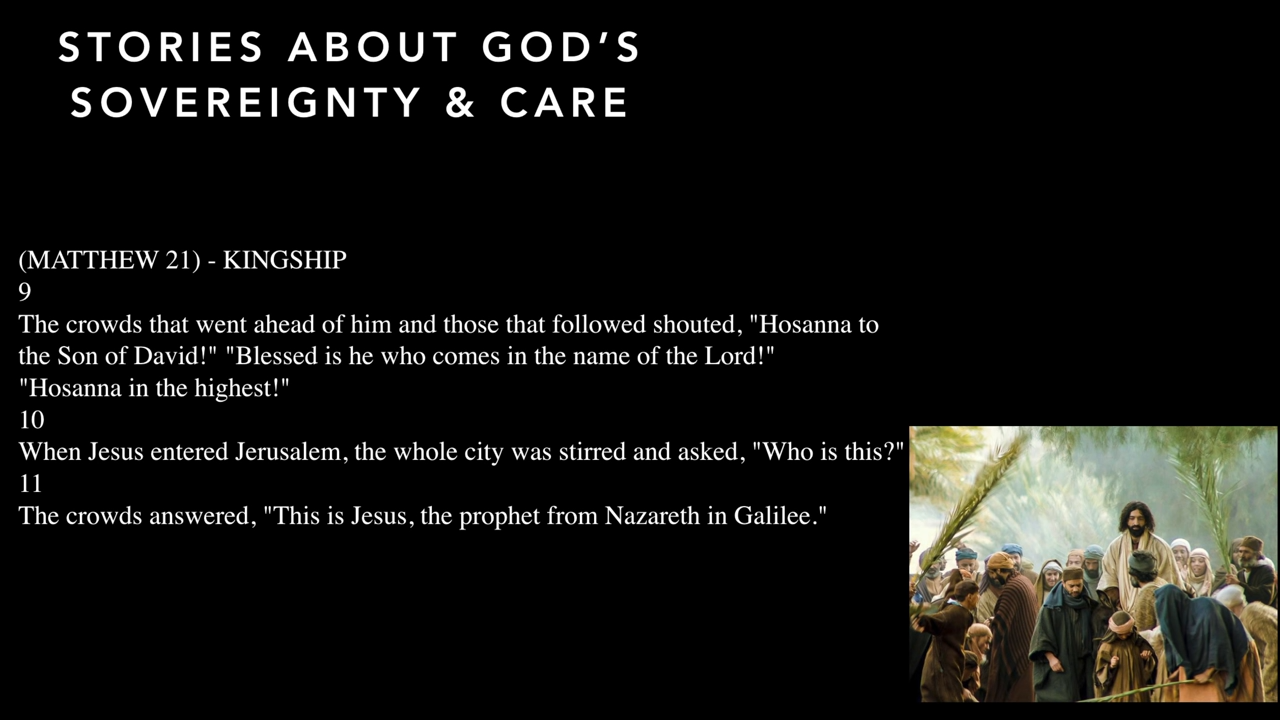 STORIES ABOUT GOD’S
SOVEREIGNTY & CARE
(MATTHEW 21) - KINGSHIP
9
The crowds that went ahead of him and those that followed shouted, "Hosanna to
the Son of David!" "Blessed is he who comes in the name of the Lord!"
"Hosanna in the highest!"
10
When Jesus entered Jerusalem, the whole city was stirred and asked, "Who is this?"
11
The crowds answered, "This is Jesus, the prophet from Nazareth in Galilee."